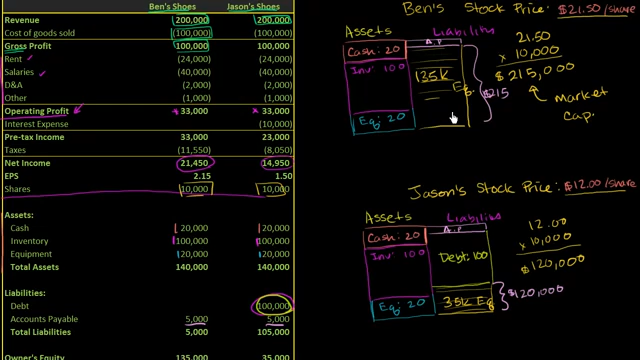 Ben's Shoes Jason's Shoes
Revenue 200,000 200,000
Cost of goods sold (100,000) (100,000)
Gross Profit 100,000 100,000
Rent (24,000) (24,000)
Salaries (40,000) (40,000)
D&A (2,000) (2,000)
Other (1,000) (1,000)
Operating Profit 33,000 33,000
Interest Expense (10,000)
Pre-tax Income 33,000 23,000
Taxes (11,550) (8,050)
Net Income 21,450 14,950
EPS 2.15 1.50
Shares 10,000 10,000
Assets:
Cash 20,000 20,000
Inventory 100,000 100,000
Equipment 20,000 20,000
Total Assets 140,000 140,000
Liabilities:
Debt 100,000
Accounts Payable 5,000 5,000
Total Liabilities 5,000 105,000
Owner's Equity 135,000 35,000
Ben's Stock Price: $21.50/share
Assets Liabilities
A.P
Cash: 20
Inv: 100
135k
Eq.
Eq: 20
$215
21.50
x 10,000
$215,000
market
cap.
Jason's Stock Price: $12.00/share
Assets Liabilities
A.P
Cash: 20
Inv: 100
Debt: 100
Eq: 20
35k Eq
$120,000
12.00
x 10,000
$120,000